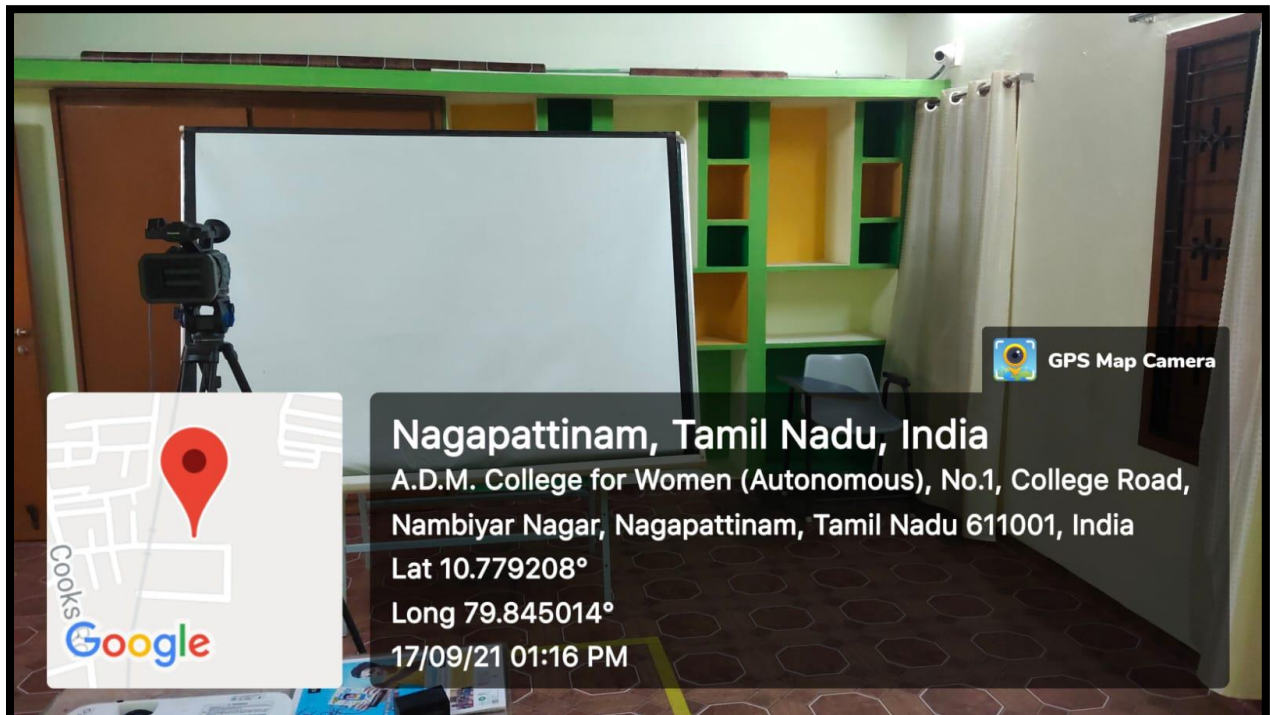 GPS Map Camera
Nagapattinam, Tamil Nadu, India
A.D.M. College for Women (Autonomous), No.1, College Road,
Nambiyar Nagar, Nagapattinam, Tamil Nadu 611001, India
Lat 10.779208°
Long 79.845014°
17/09/21 01:16 PM
Cooks
Google